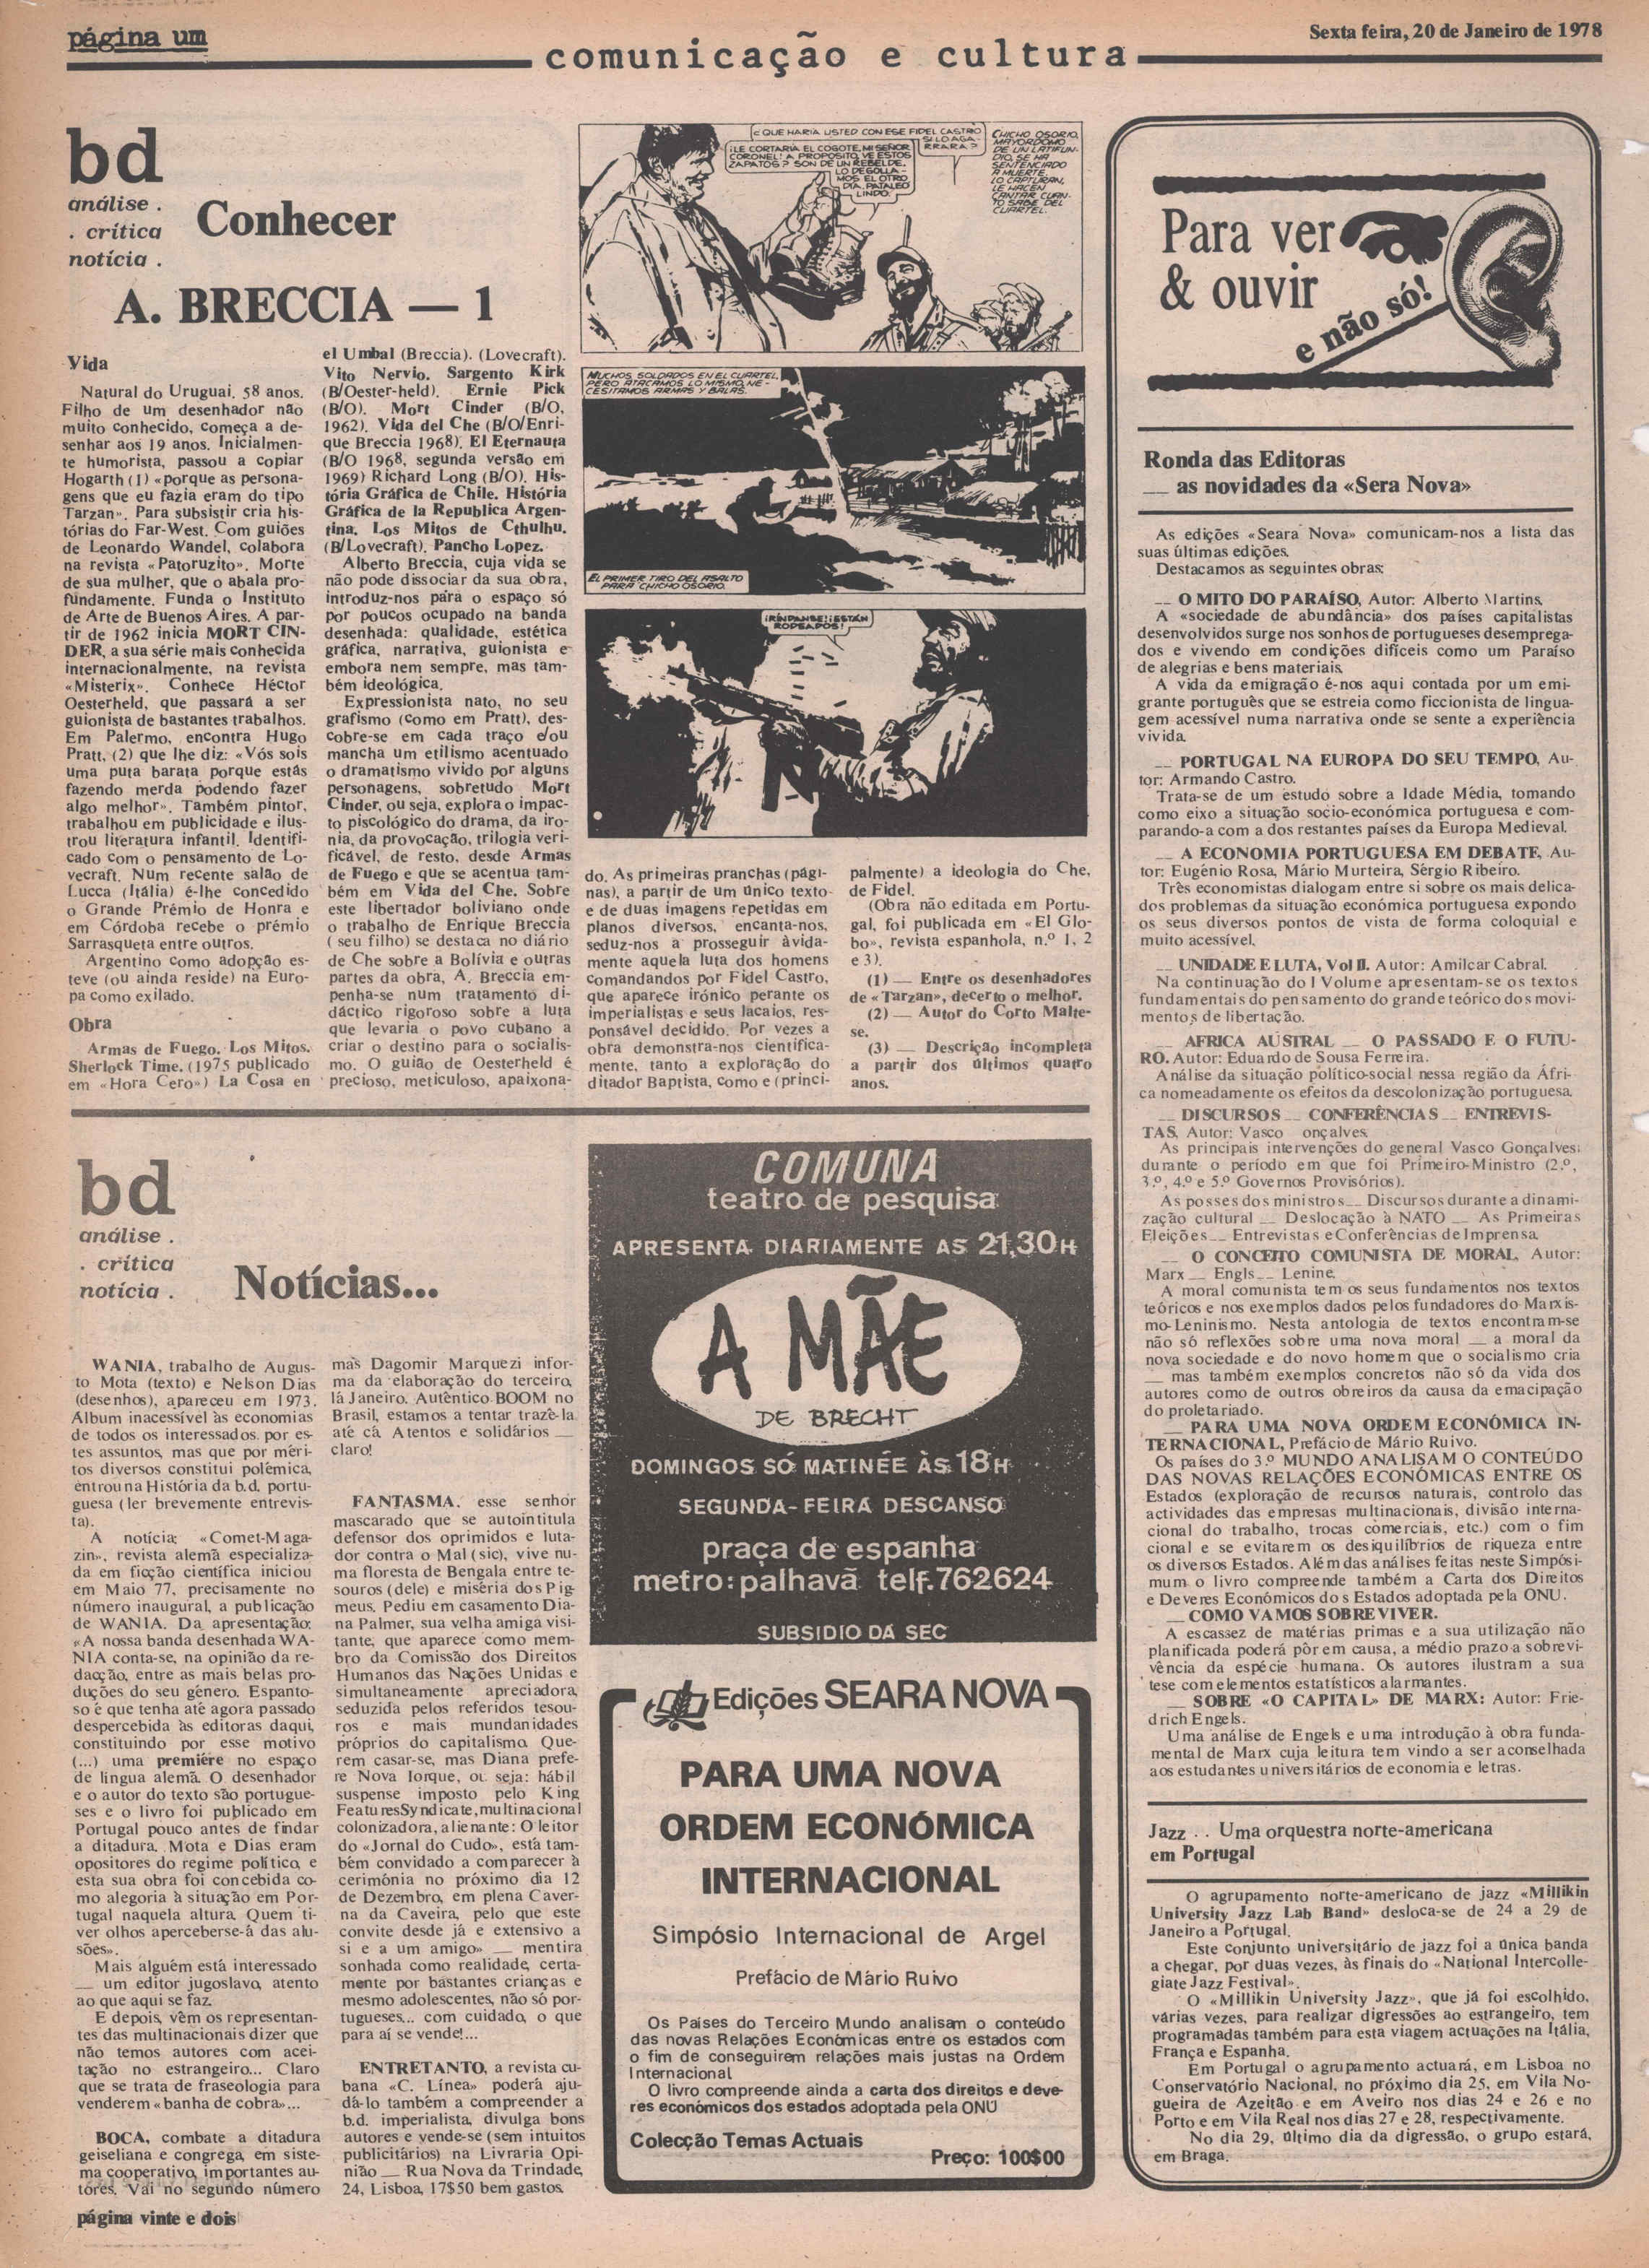 página um
comunicação e cultura
Sexta feira, 20 de Janeiro de 1978
bd
análise .
. crítica
notícia .
Conhecer
A. BRECCIA — 1
Vida
Natural do Uruguai. 58 anos.
Filho de um desenhador não
muito conhecido, começa a de-
senhar aos 19 anos. Inicialmen-
te humorista, passou a copiar
Hogarth (1) «porque as persona-
gens que eu fazia eram do tipo
Tarzan». Para subsistir cria his-
tórias do Far-West. Com guiões
de Leonardo Wandel, colabora
na revista «Patoruzito». Morte
de sua mulher, que o abala pro-
fundamente. Funda o Instituto
de Arte de Buenos Aires. A par-
tir de 1962 inicia MORT CIN-
DER, a sua série mais conhecida
internacionalmente, na revista
«Misterix». Conhece Héctor
Oesterheld, que passará a ser
guionista de bastantes trabalhos.
Em Palermo, encontra Hugo
Pratt, (2) que lhe diz: «Vós sois
uma puta barata porque estás
fazendo merda podendo fazer
algo melhor». Também pintor,
trabalhou em publicidade e ilus-
trou literatura infantil. Identifi-
cado com o pensamento de Lo-
vecraft. Num recente salão de
Lucca (Itália) é-lhe concedido
o Grande Prémio de Honra e
em Córdoba recebe o prémio
Sarrasqueta entre outros.
Argentino como adopção es-
teve (ou ainda reside) na Euro-
pa como exilado.
Obra
Armas de Fuego. Los Mitos.
Sherlock Time. (1975 publicado
em «Hora Cero») La Cosa en
el Umbal (Breccia). (Lovecraft).
Vito Nervio. Sargento Kirk
(B/Oester-held). Ernie Pick
(B/O). Mort Cinder (B/O,
1962). Vida del Che (B/O/Enri-
que Breccia 1968). El Eternauta
(B/O 1968, segunda versão em
1969) Richard Long (B/O). His-
tória Gráfica de Chile. História
Gráfica de la Republica Argen-
tina. Los Mitos de Cthulhu.
(B/Lovecraft). Pancho Lopez.
Alberto Breccia, cuja vida se
não pode dissociar da sua obra,
introduz-nos para o espaço só
por poucos ocupado na banda
desenhada: qualidade, estética
gráfica, narrativa, guionista e
embora nem sempre, mas tam-
bém ideológica.
Expressionista nato, no seu
grafismo (como em Pratt), des-
cobre-se em cada traço e/ou
mancha um etilismo acentuado
o dramatismo vivido por alguns
personagens, sobretudo Mort
Cinder, ou seja, explora o impac-
to piscológico do drama, da iro-
nia, da provocação, trilogia veri-
ficável, de resto, desde Armas
de Fuego e que se acentua tam-
bém em Vida del Che. Sobre
este libertador boliviano onde
o trabalho de Enrique Breccia
( seu filho) se destaca no diário
de Che sobre a Bolívia e outras
partes da obra, A. Breccia em-
penha-se num tratamento di-
dáctico rigoroso sobre a luta
que levaria o povo cubano a
criar o destino para o socialis-
mo. O guião de Oesterheld é
precioso, meticuloso, apaixona-
¿ QUE HARIA USTED CON ESE FIDEL CASTRO
SI LO AGA-
RRARA?
¡LE CORTARIA EL COGOTE, MI SEÑOR
CORONEL! A PROPOSITO, VE ESTOS
ZAPATOS? SON DE UN REBELDE.
LO DEGOLLA-
MOS EL OTRO
DIA. PATALEO
LINDO.
CHICHO OSORIO,
MAYORDOMO
DE UN LATIFUN-
DIO, SE HA
SENTENCIADO
A MUERTE.
LO CAPTURAN,
LE HACEN
CANTAR CUAN-
TO SABE DEL
CUARTEL.
MUCHOS SOLDADOS EN EL CUARTEL,
PERO ATACAMOS LO MISMO, NE-
CESITAMOS ARMAS Y BALAS.
EL PRIMER TIRO DEL ASALTO
PARA CHICHO OSORIO.
¡RINDANSE! ¡ESTAN
RODEADOS!
do. As primeiras pranchas (pági-
nas), a partir de um único texto
e de duas imagens repetidas em
planos diversos, encanta-nos,
seduz-nos a prosseguir àvida-
mente aquela luta dos homens
comandandos por Fidel Castro,
que aparece irónico perante os
imperialistas e seus lacaios, res-
ponsável decidido. Por vezes a
obra demonstra-nos cientifica-
mente, tanto a exploração do
ditador Baptista, como e (princi-
palmente) a ideologia do Che,
de Fidel.
(Obra não editada em Portu-
gal, foi publicada em «El Glo-
bo», revista espanhola, n.º 1, 2
e 3).
(1) — Entre os desenhadores
de «Tarzan», decerto o melhor.
(2) — Autor do Corto Malte-
se.
(3) — Descrição incompleta
a partir dos últimos quatro
anos.
bd
análise .
. crítica
notícia .
Notícias...
WANIA, trabalho de Augus-
to Mota (texto) e Nelson Dias
(desenhos), apareceu em 1973.
Álbum inacessível às economias
de todos os interessados por es-
tes assuntos, mas que por méri-
tos diversos constitui polémica,
entrou na História da b.d. portu-
guesa (ler brevemente entrevis-
ta).
A notícia: «Comet-Maga-
zin», revista alemã especializa-
da em ficção científica iniciou
em Maio 77, precisamente no
número inaugural, a publicação
de WANIA. Da apresentação:
«A nossa banda desenhada WA-
NIA conta-se, na opinião da re-
dacção, entre as mais belas pro-
duções do seu género. Espanto-
so é que tenha até agora passado
despercebida às editoras daqui,
constituindo por esse motivo
(...) uma premiére no espaço
de língua alemã. O desenhador
e o autor do texto são portugue-
ses e o livro foi publicado em
Portugal pouco antes de findar
a ditadura. Mota e Dias eram
opositores do regime político, e
esta sua obra foi concebida co-
mo alegoria à situação em Por-
tugal naquela altura. Quem ti-
ver olhos aperceberse-á das alu-
sões».
Mais alguém está interessado
— um editor jugoslavo, atento
ao que aqui se faz.
E depois, vêm os representan-
tes das multinacionais dizer que
não temos autores com acei-
tação no estrangeiro... Claro
que se trata de fraseologia para
venderem «banha de cobra»...
BOCA, combate a ditadura
geiseliana e congrega, em siste-
ma cooperativo, importantes au-
tores. Vai no segundo número
mas Dagomir Marquezi infor-
ma da elaboração do terceiro,
lá Janeiro. Autêntico BOOM no
Brasil, estamos a tentar trazê-la
até cá. Atentos e solidários —
claro!
FANTASMA, esse senhor
mascarado que se autointitula
defensor dos oprimidos e luta-
dor contra o Mal (sic), vive nu-
ma floresta de Bengala entre te-
souros (dele) e miséria dos Pig
meus. Pediu em casamento Dia-
na Palmer, sua velha amiga visi-
tante, que aparece como mem-
bro da Comissão dos Direitos
Humanos das Nações Unidas e
simultaneamente apreciadora,
seduzida pelos referidos tesou-
ros e mais mundanidades
próprios do capitalismo. Que-
rem casar-se, mas Diana prefe-
re Nova Iorque, ou seja: hábil
suspense imposto pelo King
FeaturesSyndicate, multinacional
colonizadora, alienante: O leitor
do «Jornal do Cudo», está tam-
bém convidado a comparecer à
cerimónia no próximo dia 12
de Dezembro, em plena Caver-
na da Caveira, pelo que este
convite desde já e extensivo a
si e a um amigo» — mentira
sonhada como realidade, certa-
mente por bastantes crianças e
mesmo adolescentes, não só por-
tugueses... com cuidado, o que
para aí se vende!...
ENTRETANTO, a revista cu-
bana «C. Línea» poderá aju-
dá-lo também a compreender a
b.d. imperialista, divulga bons
autores e vende-se (sem intuitos
publicitários) na Livraria Opi-
nião — Rua Nova da Trindade,
24, Lisboa, 17$50 bem gastos.
COMUNA
teatro de pesquisa
APRESENTA DIARIAMENTE AS 21,30H
A MÃE
DE BRECHT
DOMINGOS SÓ MATINÉE ÀS 18H
SEGUNDA-FEIRA DESCANSO
praça de espanha
metro: palhavã telf. 762624
SUBSIDIO DA SEC
Edições SEARA NOVA
PARA UMA NOVA
ORDEM ECONÓMICA
INTERNACIONAL
Simpósio Internacional de Argel
Prefácio de Mário Ruivo
Os Países do Terceiro Mundo analisam o conteúdo
das novas Relações Económicas entre os estados com
o fim de conseguirem relações mais justas na Ordem
Internacional
O livro compreende ainda a carta dos direitos e deve-
res económicos dos estados adoptada pela ONU
Colecção Temas Actuais
Preço: 100$00
Para ver
& ouvir
e não só!
Ronda das Editoras
— as novidades da «Sera Nova»
As edições «Seara Nova» comunicam-nos a lista das
suas últimas edições.
Destacamos as seguintes obras:
— O MITO DO PARAÍSO, Autor: Alberto Martins.
A «sociedade de abundância» dos países capitalistas
desenvolvidos surge nos sonhos de portugueses desemprega-
dos e vivendo em condições difíceis como um Paraíso
de alegrias e bens materiais.
A vida da emigração é-nos aqui contada por um emi-
grante português que se estreia como ficcionista de lingua-
gem acessível numa narrativa onde se sente a experiência
vivida.
— PORTUGAL NA EUROPA DO SEU TEMPO, Au-
tor: Armando Castro.
Trata-se de um estudo sobre a Idade Média, tomando
como eixo a situação socio-económica portuguesa e com-
parando-a com a dos restantes países da Europa Medieval.
— A ECONOMIA PORTUGUESA EM DEBATE, Au-
tor: Eugénio Rosa, Mário Murteira, Sérgio Ribeiro.
Três economistas dialogam entre si sobre os mais delica-
dos problemas da situação económica portuguesa expondo
os seus diversos pontos de vista de forma coloquial e
muito acessível.
— UNIDADE E LUTA, Vol II. Autor: Amilcar Cabral.
Na continuação do I Volume apresentam-se os textos
fundamentais do pensamento do grande teórico dos movi-
mentos de libertação.
— AFRICA AUSTRAL — O PASSADO E O FUTU-
RO. Autor: Eduardo de Sousa Ferreira.
Análise da situação político-social nessa região da Áfri-
ca nomeadamente os efeitos da descolonização portuguesa.
— DISCURSOS — CONFERÊNCIAS — ENTREVIS-
TAS, Autor: Vasco onçalves.
As principais intervenções do general Vasco Gonçalves:
durante o período em que foi Primeiro-Ministro (2.º,
3.º, 4.º e 5.º Governos Provisórios).
As posses dos ministros — Discursos durante a dinami-
zação cultural — Deslocação à NATO — As Primeiras
Eleições — Entrevistas e Conferências de Imprensa.
— O CONCEITO COMUNISTA DE MORAL, Autor:
Marx — Engls — Lenine.
A moral comunista tem os seus fundamentos nos textos
teóricos e nos exemplos dados pelos fundadores do Marxis-
mo-Leninismo. Nesta antologia de textos encontram-se
não só reflexões sobre uma nova moral — a moral da
nova sociedade e do novo homem que o socialismo cria
— mas também exemplos concretos não só da vida dos
autores como de outros obreiros da causa da emacipação
do proletariado.
— PARA UMA NOVA ORDEM ECONÓMICA IN-
TERNACIONAL, Prefácio de Mário Ruivo.
Os países do 3.º MUNDO ANALISAM O CONTEÚDO
DAS NOVAS RELAÇÕES ECONÓMICAS ENTRE OS
Estados (exploração de recursos naturais, controlo das
actividades das empresas multinacionais, divisão interna-
cional do trabalho, trocas comerciais, etc.) com o fim
cional e se evitarem os desiquilíbrios de riqueza entre
os diversos Estados. Além das análises feitas neste Simpósi-
mum o livro compreende também a Carta dos Direitos
e Deveres Económicos dos Estados adoptada pela ONU.
— COMO VAMOS SOBREVIVER.
A escassez de matérias primas e a sua utilização não
planificada poderá pôr em causa, a médio prazo a sobrevi-
vência da espécie humana. Os autores ilustram a sua
tese com elementos estatísticos alarmantes.
— SOBRE «O CAPITAL» DE MARX: Autor: Frie-
drich Engels.
Uma análise de Engels e uma introdução à obra funda-
mental de Marx cuja leitura tem vindo a ser aconselhada
aos estudantes universitários de economia e letras.
Jazz . . Uma orquestra norte-americana
em Portugal
O agrupamento norte-americano de jazz «Millikin
University Jazz Lab Band» desloca-se de 24 a 29 de
Janeiro a Portugal.
Este conjunto universitário de jazz foi a única banda
a chegar, por duas vezes, às finais do «National Intercolle-
giate Jazz Festival».
O «Millikin University Jazz», que já foi escolhido,
várias vezes, para realizar digressões ao estrangeiro, tem
programadas também para esta viagem actuações na Itália,
França e Espanha.
Em Portugal o agrupamento actuará, em Lisboa no
Conservatório Nacional, no próximo dia 25, em Vila No-
gueira de Azeitão e em Aveiro nos dias 24 e 26 e no
Porto e em Vila Real nos dias 27 e 28, respectivamente.
No dia 29, último dia da digressão, o grupo estará,
em Braga.
página vinte e dois